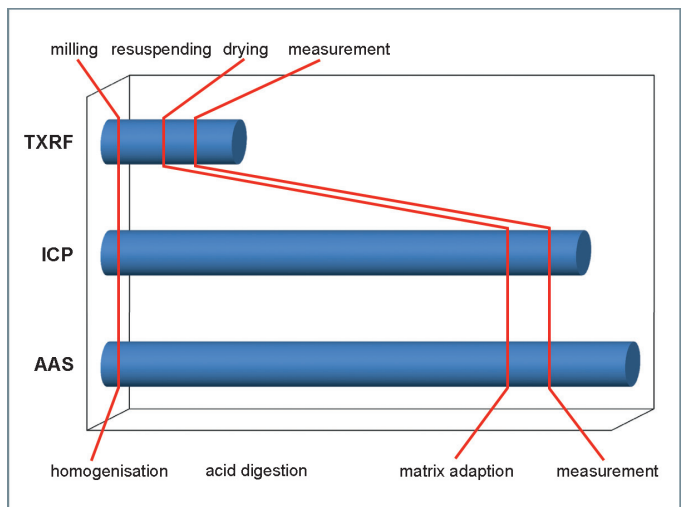 milling resuspending drying measurement
TXRF
ICP
AAS
homogenisation acid digestion matrix adaption measurement